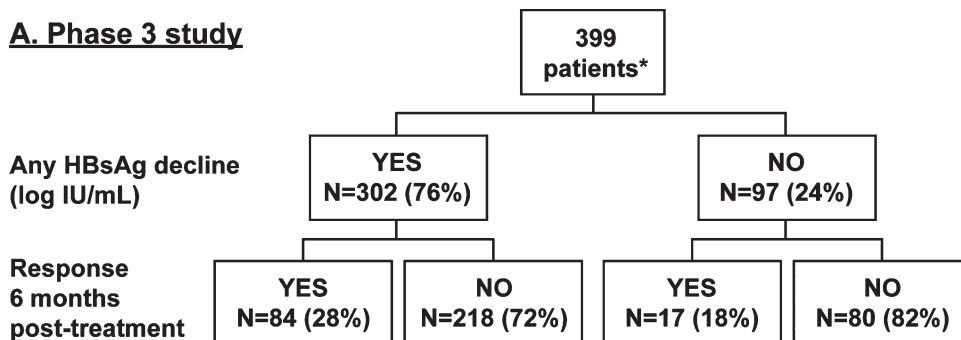 A. Phase 3 study
399
patients*
Any HBsAg decline
(log IU/mL)
YES
N=302 (76%)
NO
N=97 (24%)
Response
6 months
post-treatment
YES
N=84 (28%)
NO
N=218 (72%)
YES
N=17 (18%)
NO
N=80 (82%)